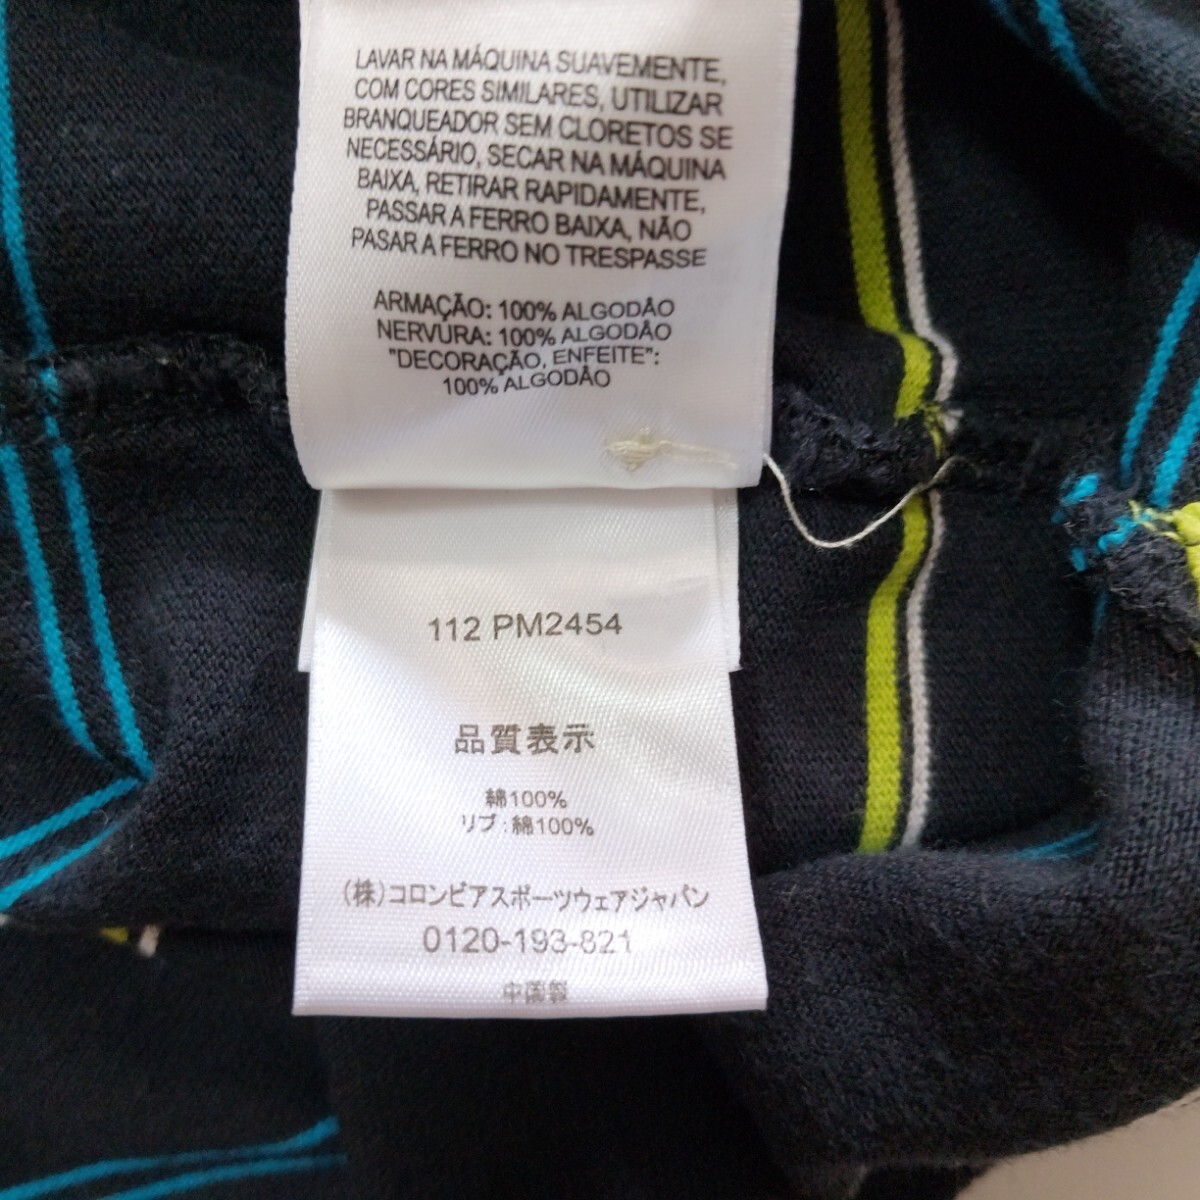 LAVAR NA MÁQUINA SUAVEMENTE,
COM CORES SIMILARES, UTILIZAR
BRANQUEADOR SEM CLORETOS SE
NECESSÁRIO, SECAR NA MÁQUINA
BAIXA, RETIRAR RAPIDAMENTE,
PASSAR A FERRO BAIXA, NÃO
PASAR A FERRO NO TRESPASSE
ARMAÇÃO: 100% ALGODÂO
NERVURA: 100% ALGODÂO
"DECORAÇÃO, ENFEITE":
100% ALGODÂO
112 PM2454
品質表示
綿100%
リブ:綿100%
(株)コロンビアスポーツウェアジャパン
0120-193-821
中国製